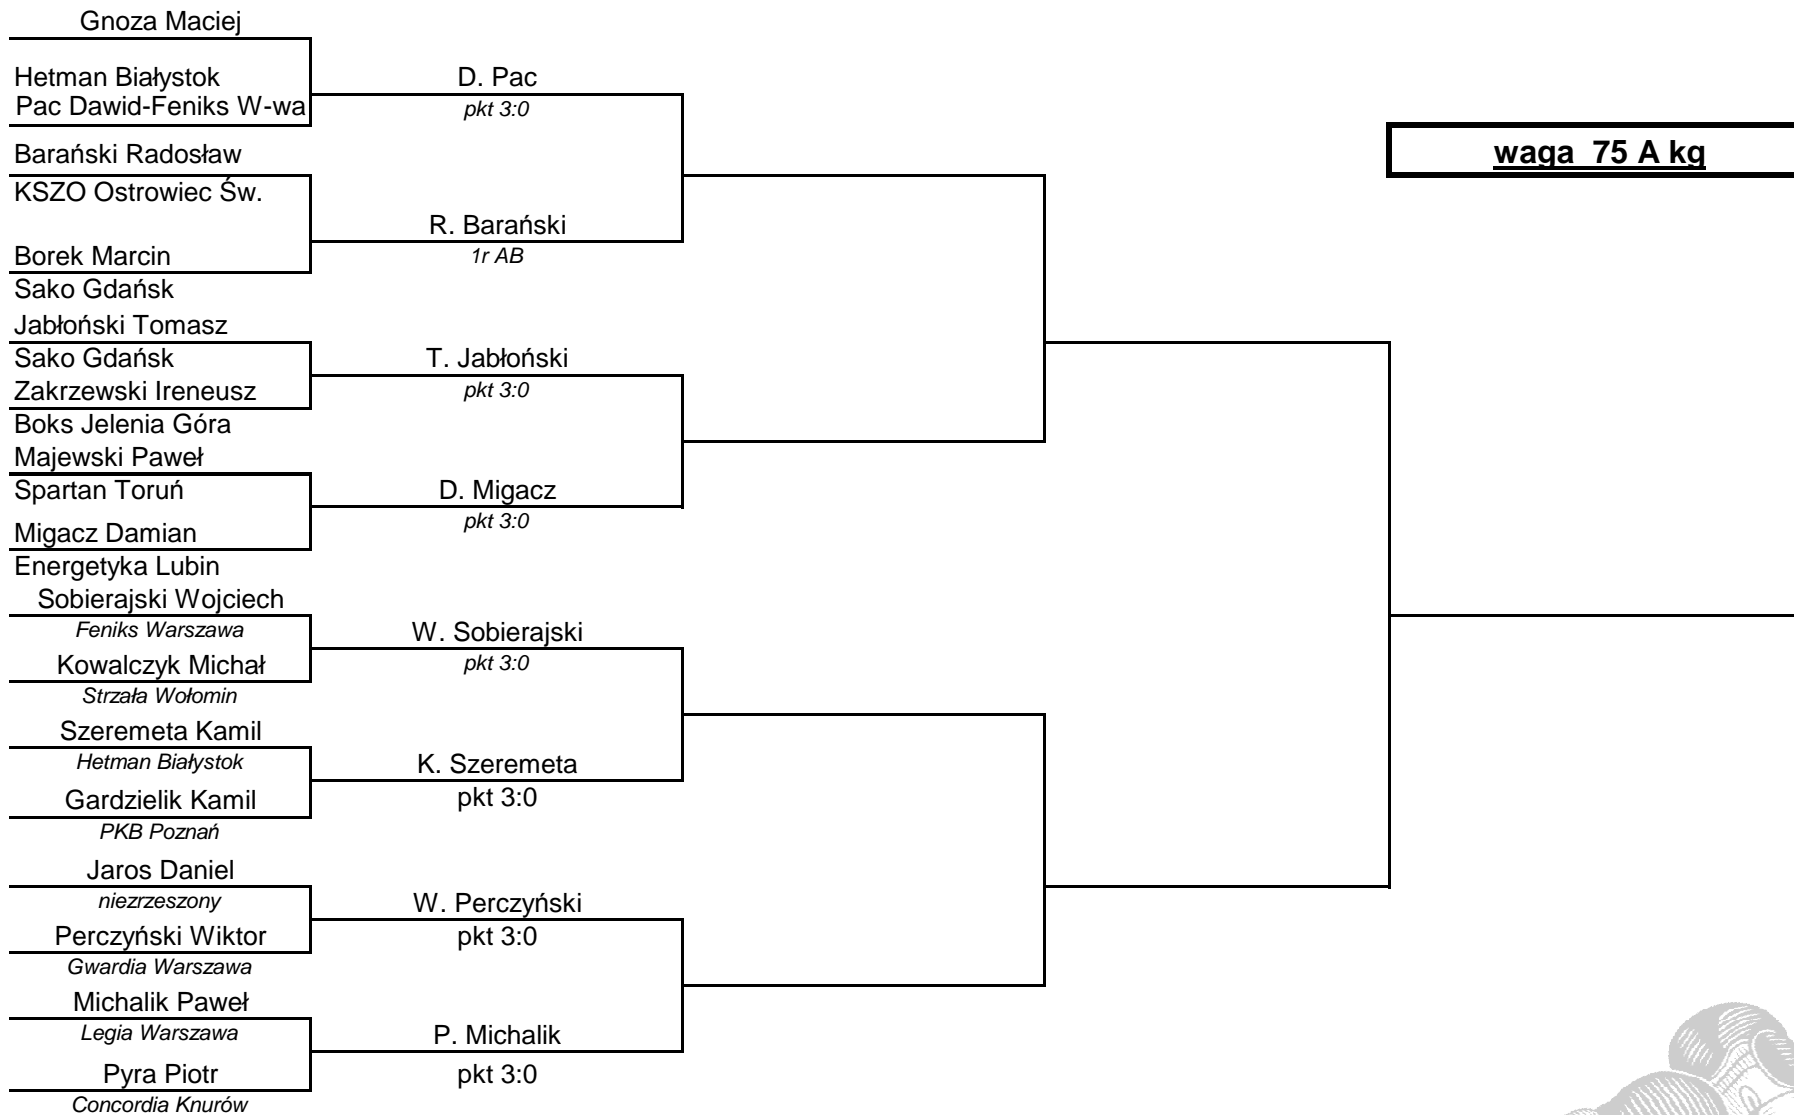 Gnoza Maciej
Hetman Białystok
Pac Dawid-Feniks W-wa
Barański Radosław
KSZO Ostrowiec Św.
Borek Marcin
Sako Gdańsk
Jabłoński Tomasz
Sako Gdańsk
Zakrzewski Ireneusz
Boks Jelenia Góra
Majewski Paweł
Spartan Toruń
Migacz Damian
Energetyka Lubin
Sobierajski Wojciech
Feniks Warszawa
Kowalczyk Michał
Strzała Wołomin
Szeremeta Kamil
Hetman Białystok
Gardzielik Kamil
PKB Poznań
Jaros Daniel
niezrzeszony
Perczyński Wiktor
Gwardia Warszawa
Michalik Paweł
Legia Warszawa
Pyra Piotr
Concordia Knurów
D. Pac
pkt 3:0
R. Barański
1r AB
T. Jabłoński
pkt 3:0
D. Migacz
pkt 3:0
W. Sobierajski
pkt 3:0
K. Szeremeta
pkt 3:0
W. Perczyński
pkt 3:0
P. Michalik
pkt 3:0
waga 75 A kg